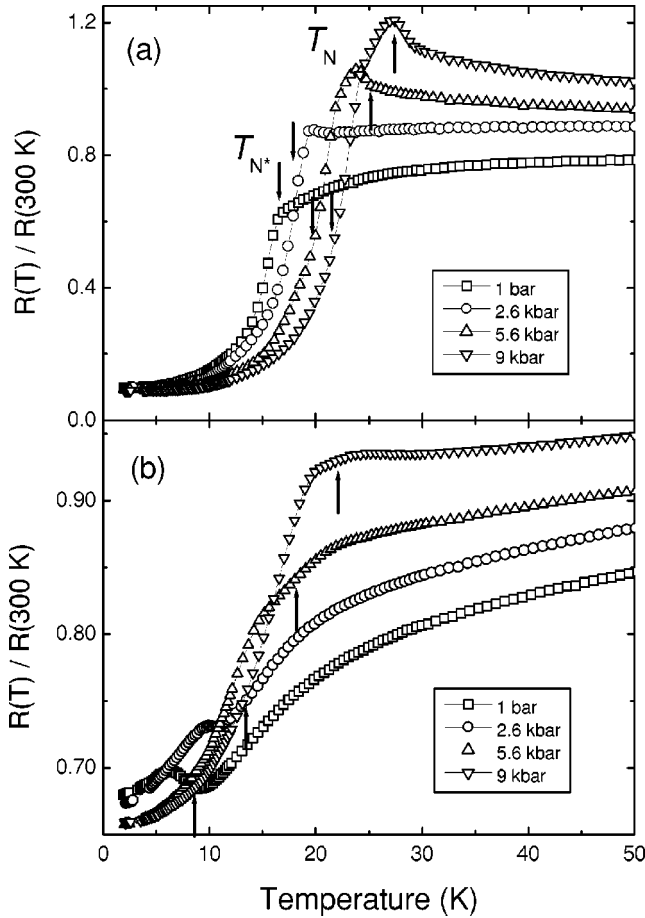 1.2
(a)
T_N
T_N*
0.8
0.4
0.0
R(T) / R(300 K)
1 bar
2.6 kbar
5.6 kbar
9 kbar
(b)
0.90
0.80
0.70
R(T) / R(300 K)
1 bar
2.6 kbar
5.6 kbar
9 kbar
0 10 20 30 40 50
Temperature (K)